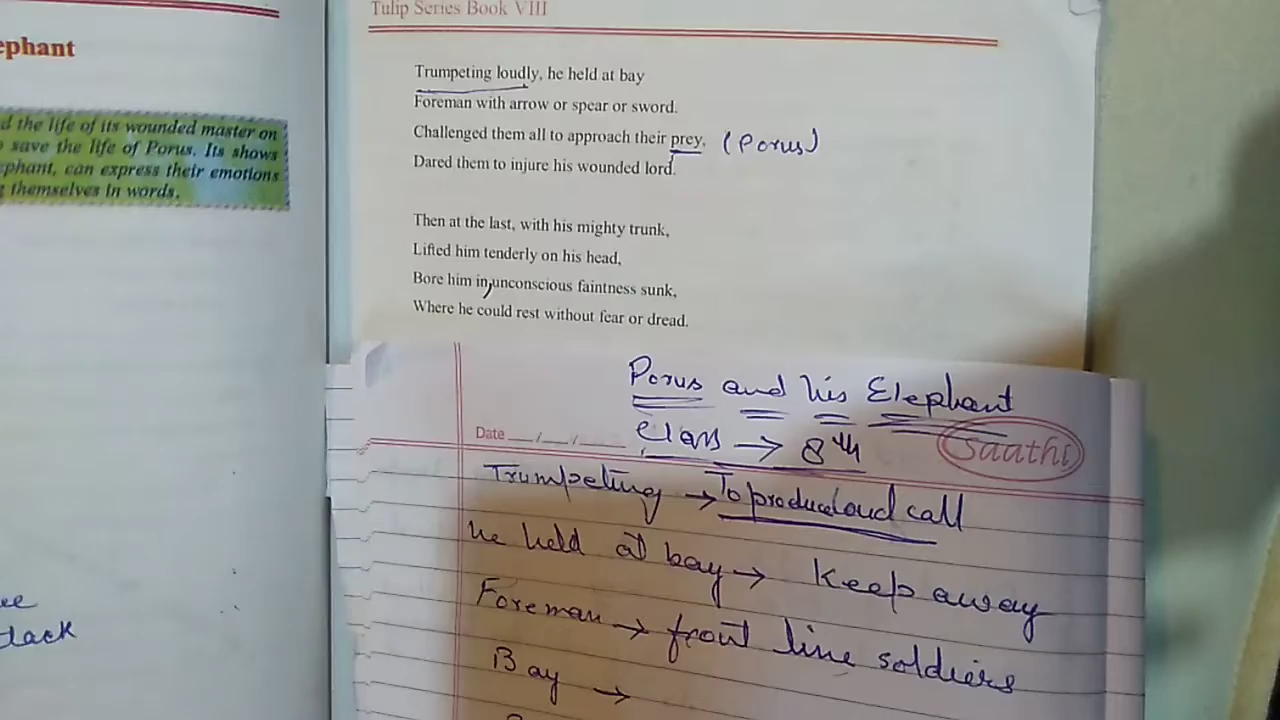 ephant
d the life of its wounded master on
save the life of Porus. Its shows
ephant, can express their emotions
themselves in words.
ee
Tulip Series Book VIII
Trumpeting loudly, he held at bay
Foreman with arrow or spear or sword.
Challenged them all to approach their prey, (Porus)
Dared them to injure his wounded lord.
Then at the last, with his mighty trunk,
Lifted him tenderly on his head,
Bore him in, unconscious faintness sunk,
Where he could rest without fear or dread.
Porus and his Elephant
Class → 8th
Date __/__/__
Saathi
Trumpeting → To produce loud call
he held at bay → Keep away
Foreman → front line soldiers
Bay →